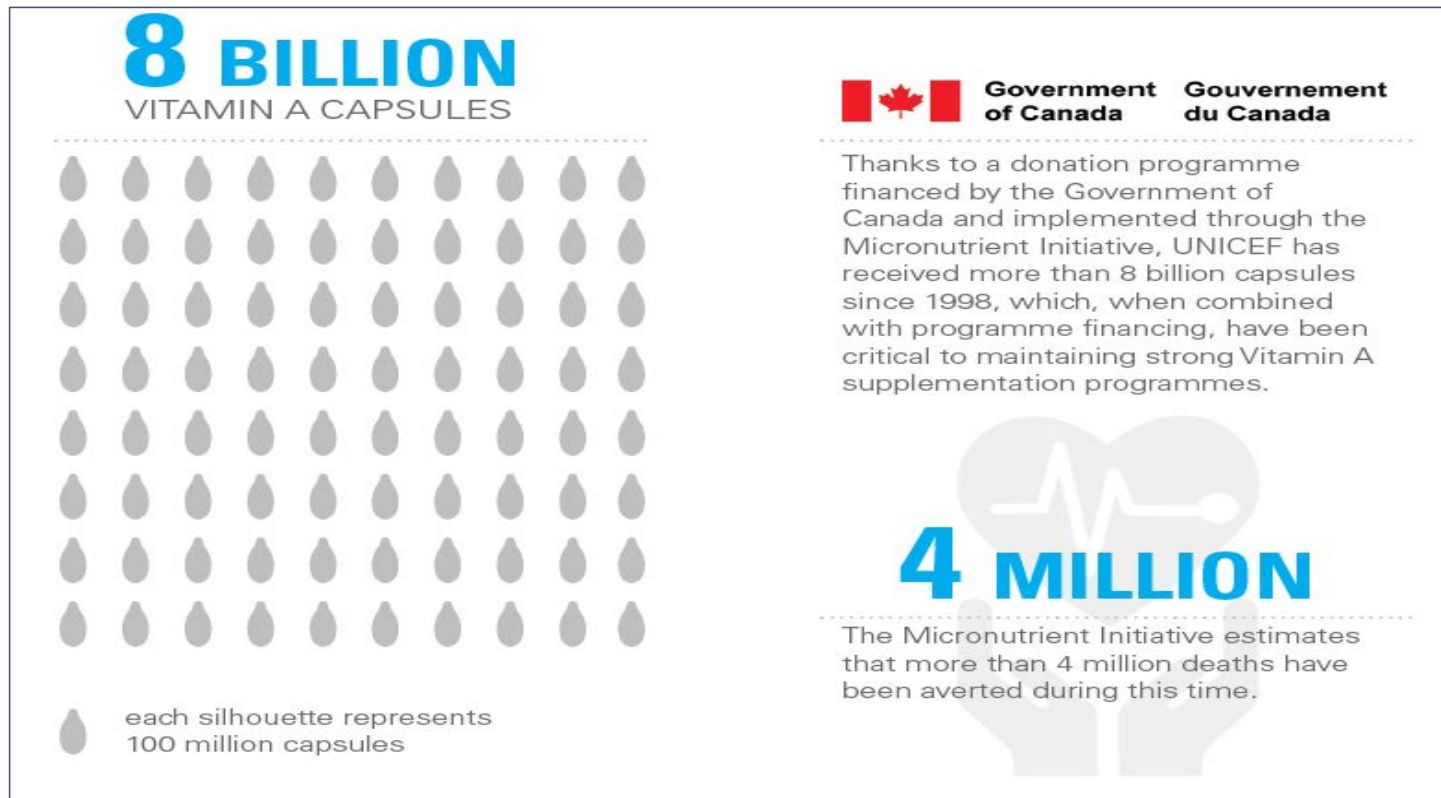 8 BILLION
VITAMIN A CAPSULES
each silhouette represents
100 million capsules
Government
of Canada
Gouvernement
du Canada
Thanks to a donation programme
financed by the Government of
Canada and implemented through the
Micronutrient Initiative, UNICEF has
received more than 8 billion capsules
since 1998, which, when combined
with programme financing, have been
critical to maintaining strong Vitamin A
supplementation programmes.
4 MILLION
The Micronutrient Initiative estimates
that more than 4 million deaths have
been averted during this time.